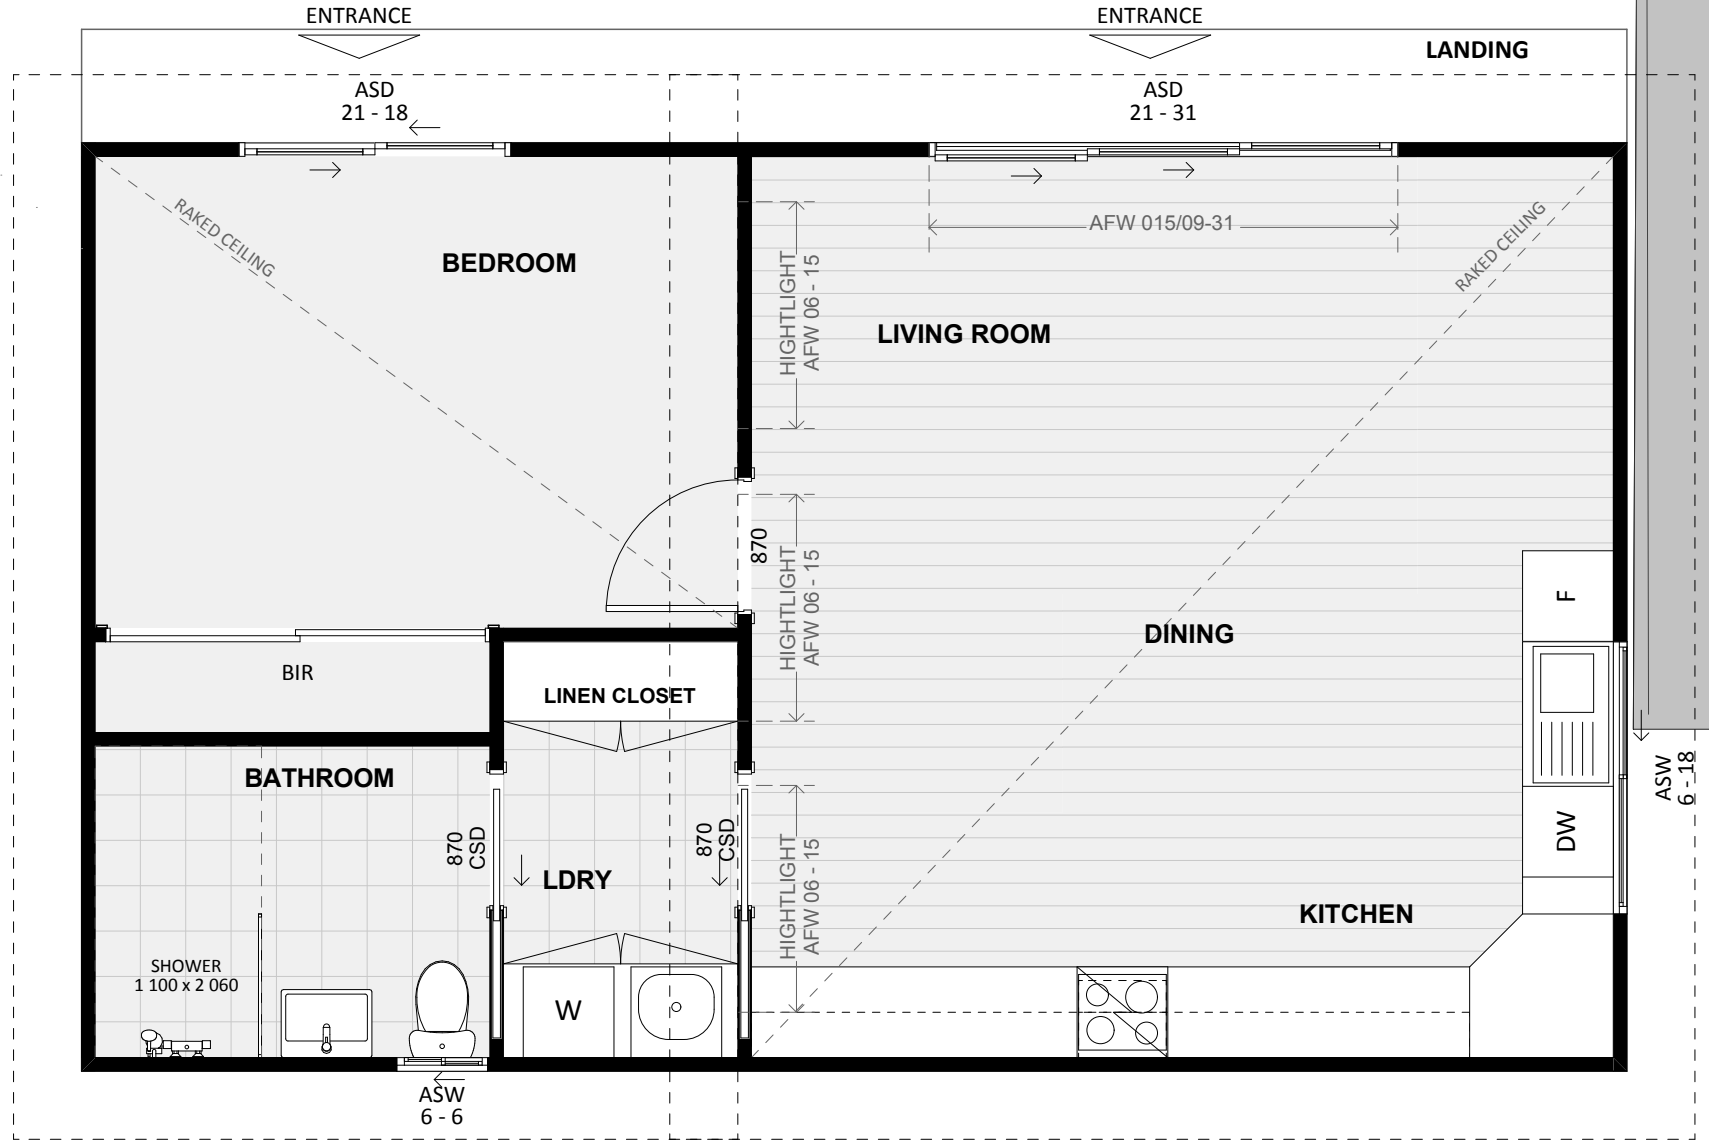 ENTRANCE
ENTRANCE
LANDING
ASD
21 - 18
ASD
21 - 31
RAKED CEILING
BEDROOM
AFW 015/09-31
RAKED CEILING
HIGHTLIGHT
AFW 06 - 15
LIVING ROOM
870
HIGHTLIGHT
AFW 06 - 15
F
DINING
BIR
LINEN CLOSET
BATHROOM
ASW
6 - 18
870
CSD
870
CSD
DW
LDRY
HIGHTLIGHT
AFW 06 - 15
KITCHEN
SHOWER
1 100 x 2 060
W
ASW
6 - 6